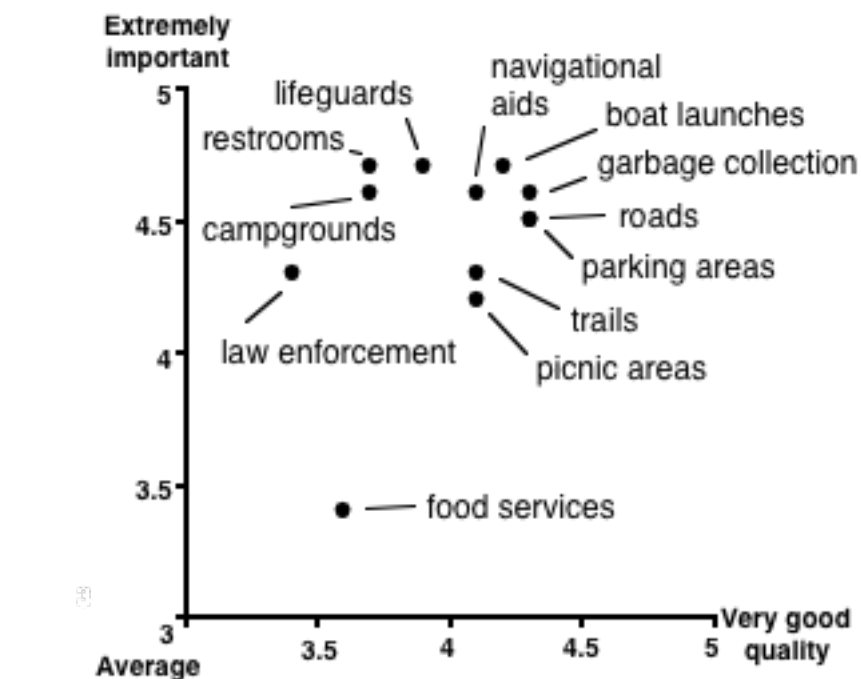 Extremely
important
navigational
aids
5
lifeguards
boat launches
restrooms
garbage collection
4.5
campgrounds
roads
parking areas
trails
law enforcement
4
picnic areas
3.5
food services
3
Average
3.5
4
4.5
5
Very good
quality